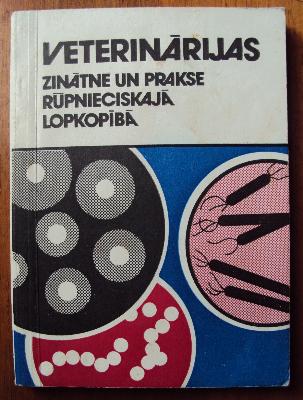 VETERINĀRIJAS
ZINĀTNE UN PRAKSE
RŪPNIECISKAJĀ
LOPKOPĪBĀ